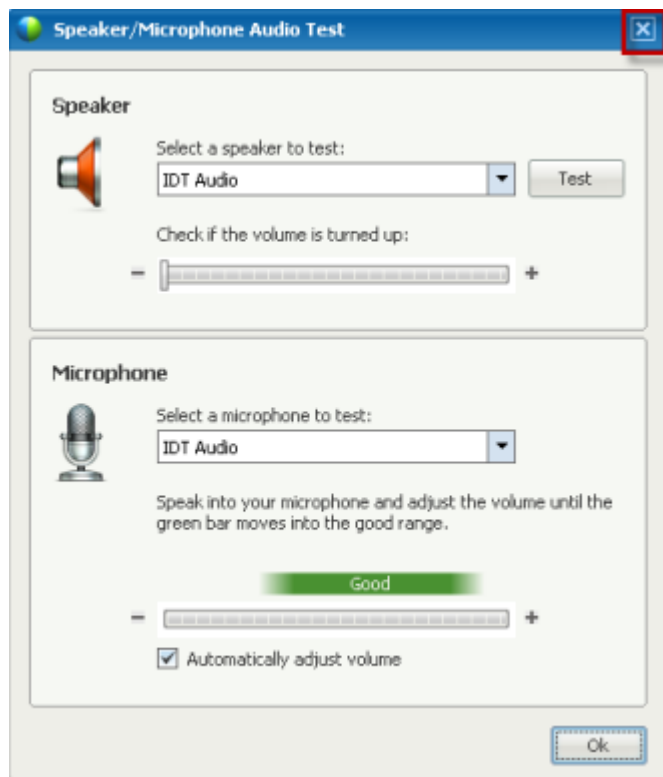 Speaker/Microphone Audio Test
Speaker
Select a speaker to test:
IDT Audio
Test
Check if the volume is turned up:
- +
Microphone
Select a microphone to test:
IDT Audio
Speak into your microphone and adjust the volume until the
green bar moves into the good range.
Good
- +
Automatically adjust volume
Ok